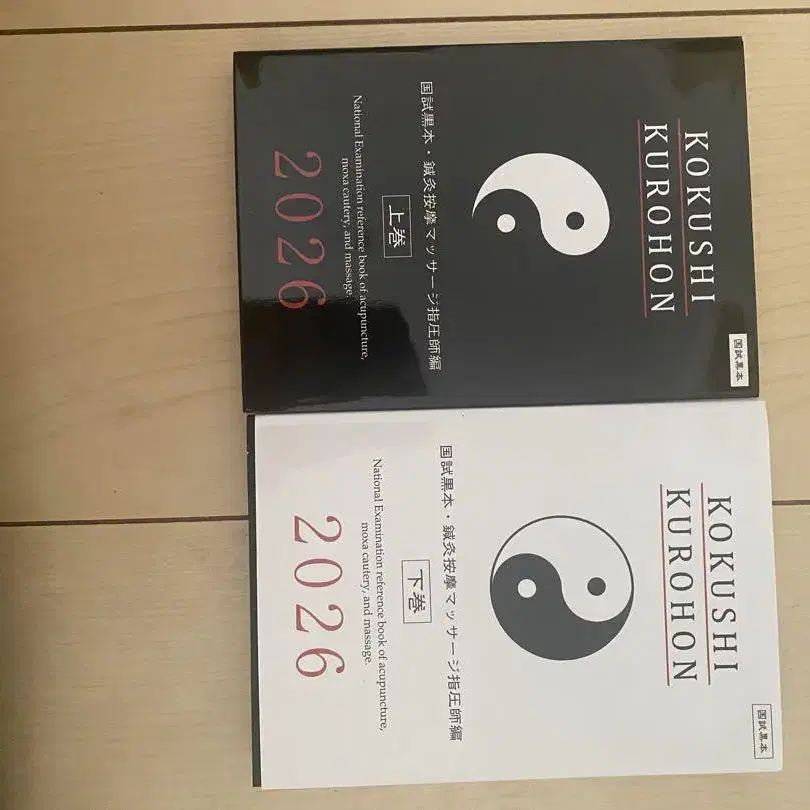 国試黒本
KOKUSHI
KUROHON
国試黒本・鍼灸按摩マッサージ指圧師編
上巻
National Examination reference book of acupuncture,
moxa cautery, and massage.
2026
国試黒本
KOKUSHI
KUROHON
国試黒本・鍼灸按摩マッサージ指圧師編
下巻
National Examination reference book of acupuncture,
moxa cautery, and massage.
2026